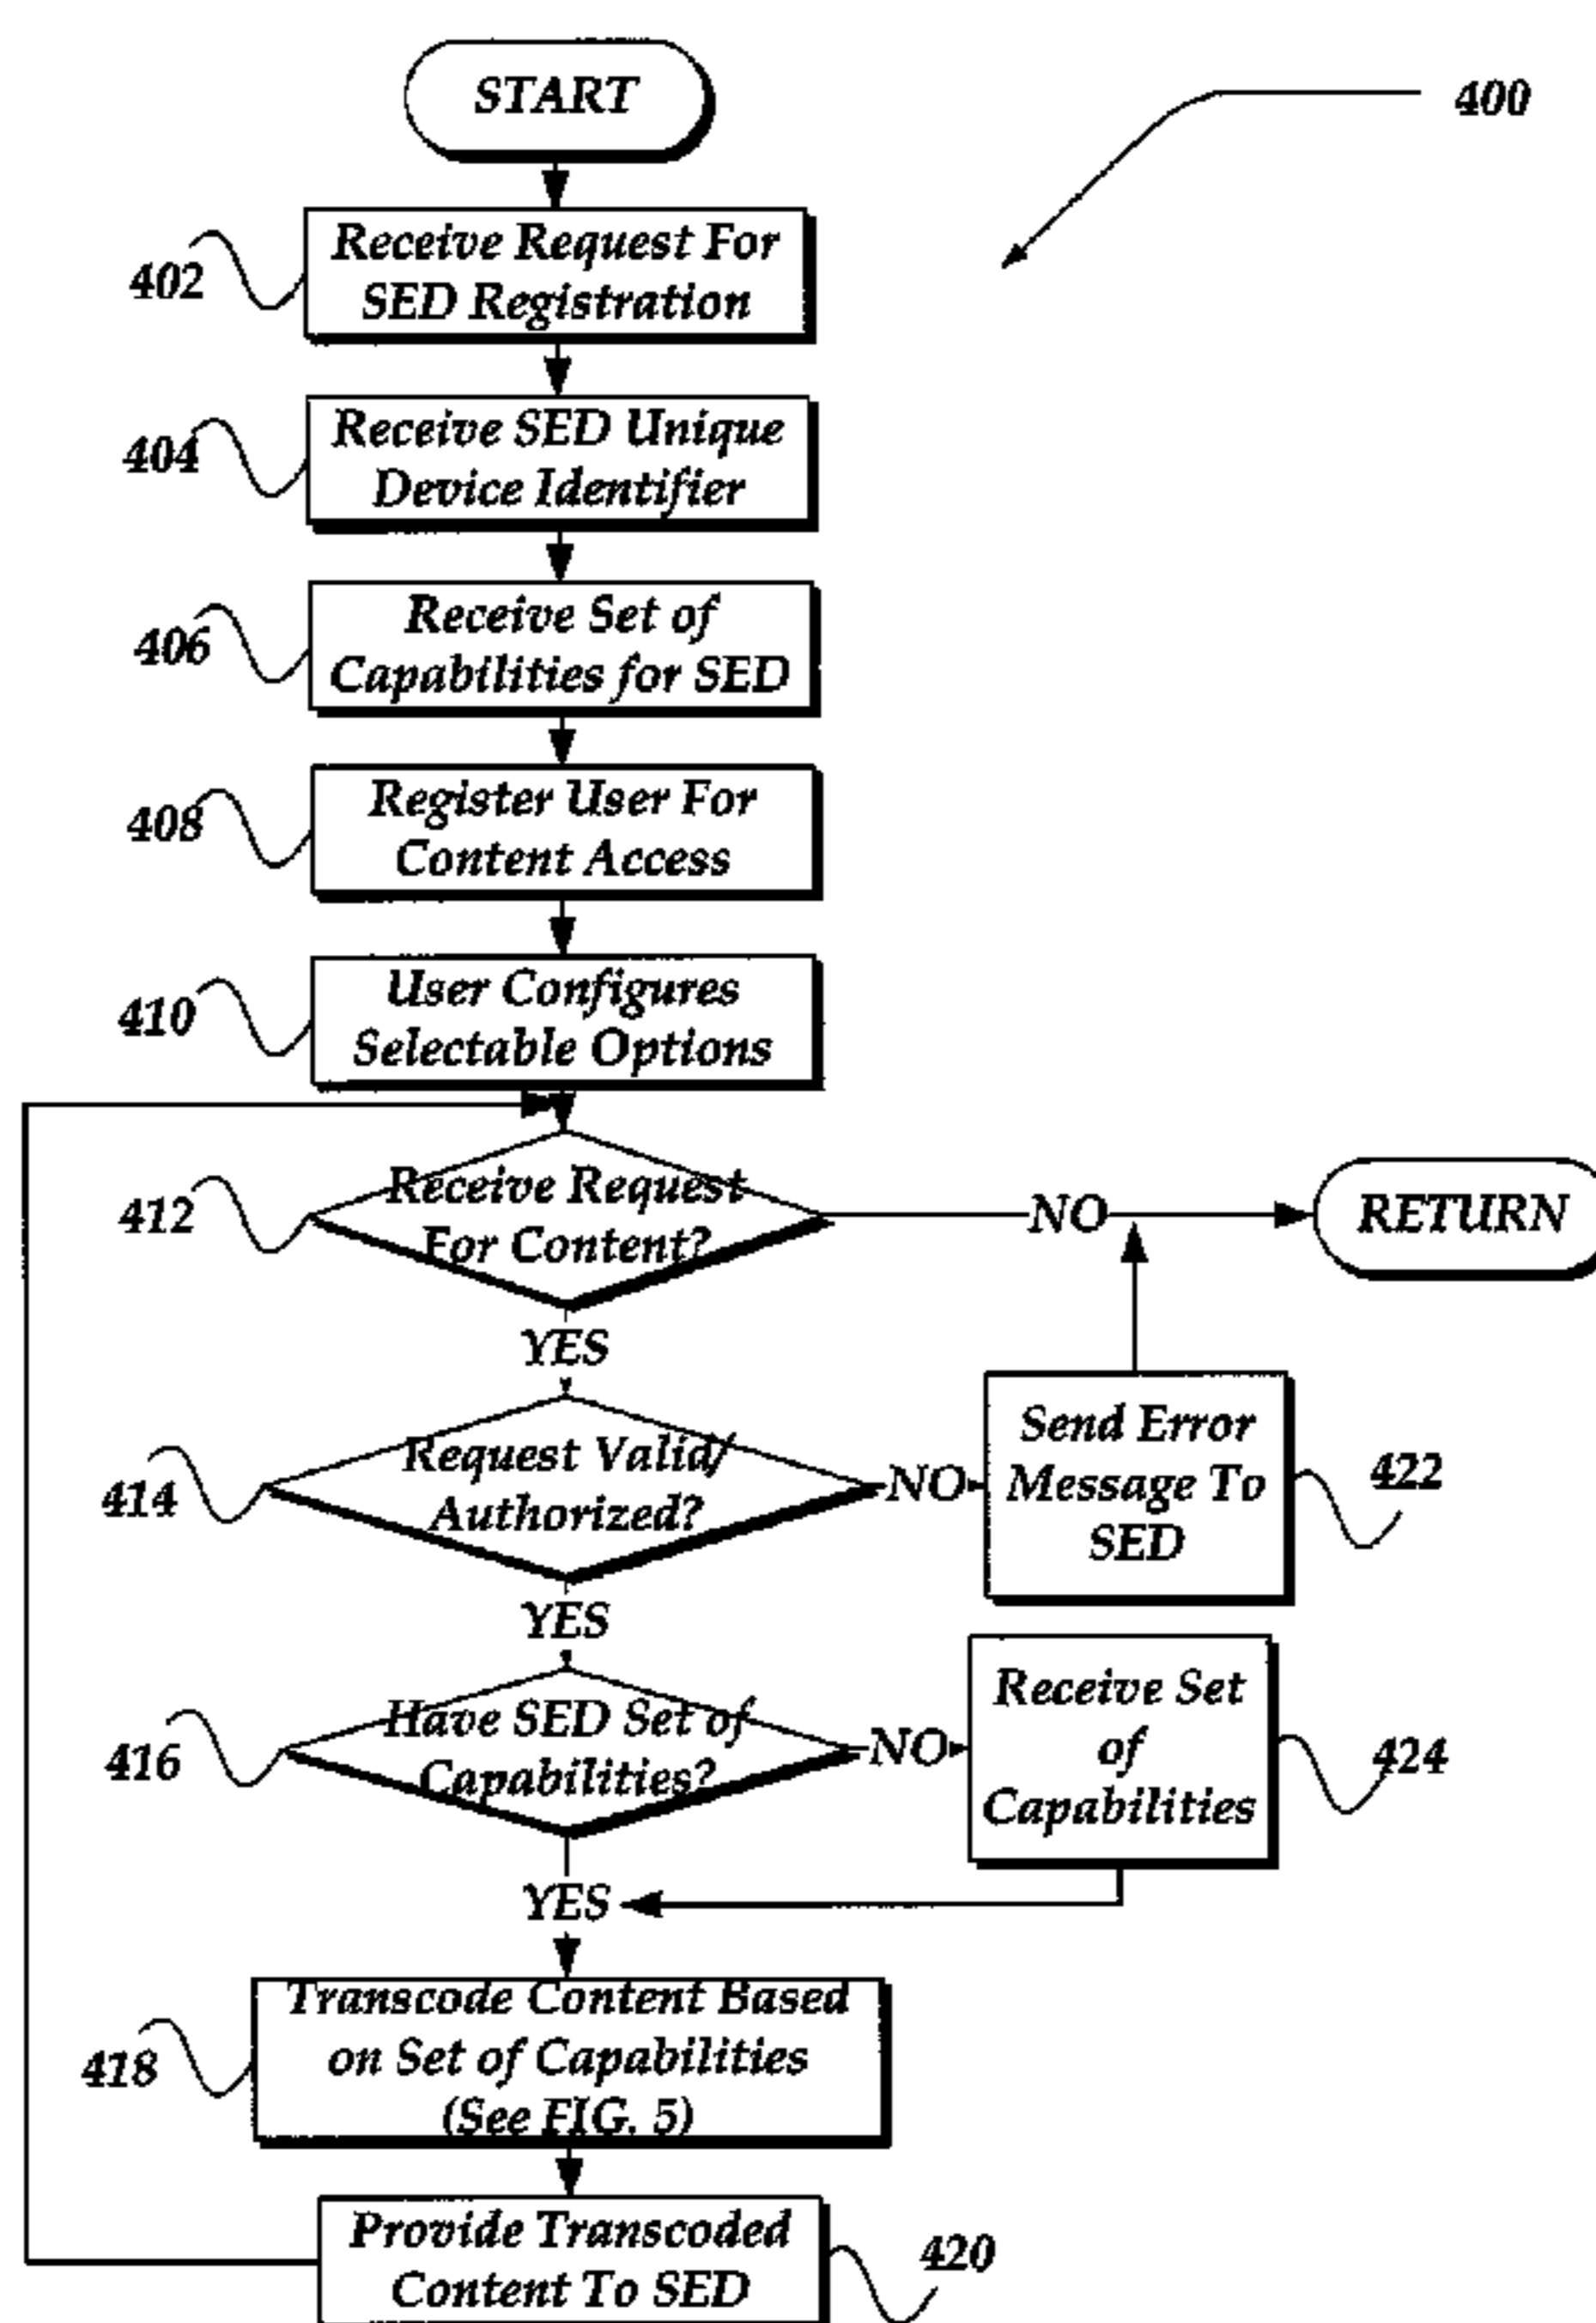 START
400
402
Receive Request For
SED Registration
404
Receive SED Unique
Device Identifier
406
Receive Set of
Capabilities for SED
408
Register User For
Content Access
410
User Configures
Selectable Options
412
Receive Request
For Content?
NO
RETURN
YES
414
Request Valid/
Authorized?
NO
Send Error
Message To
SED
422
YES
416
Have SED Set of
Capabilities?
NO
Receive Set
of
Capabilities
424
YES
418
Transcode Content Based
on Set of Capabilities
(See FIG. 5)
Provide Transcoded
Content To SED
420